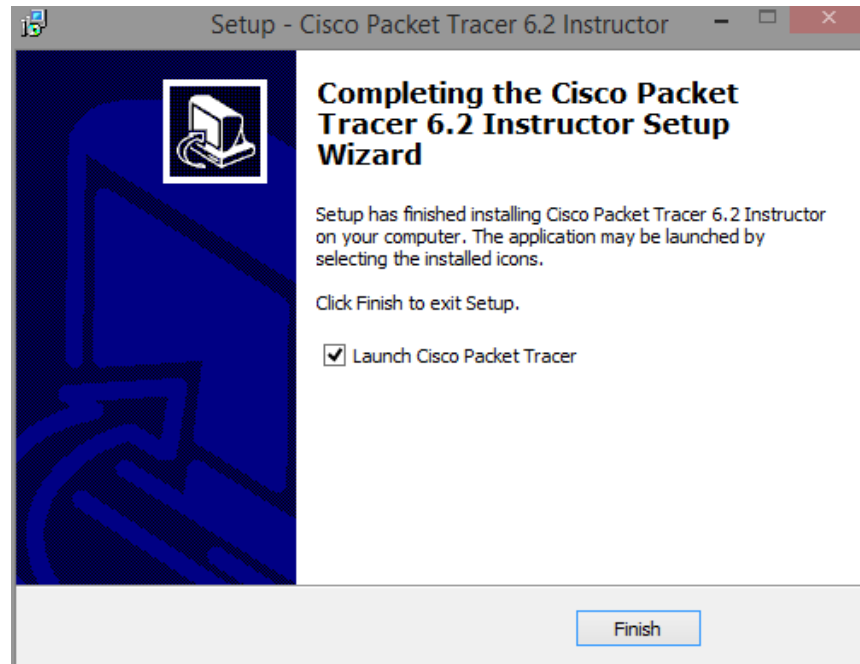 Setup - Cisco Packet Tracer 6.2 Instructor
Completing the Cisco Packet
Tracer 6.2 Instructor Setup
Wizard
Setup has finished installing Cisco Packet Tracer 6.2 Instructor
on your computer. The application may be launched by
selecting the installed icons.
Click Finish to exit Setup.
Launch Cisco Packet Tracer
Finish